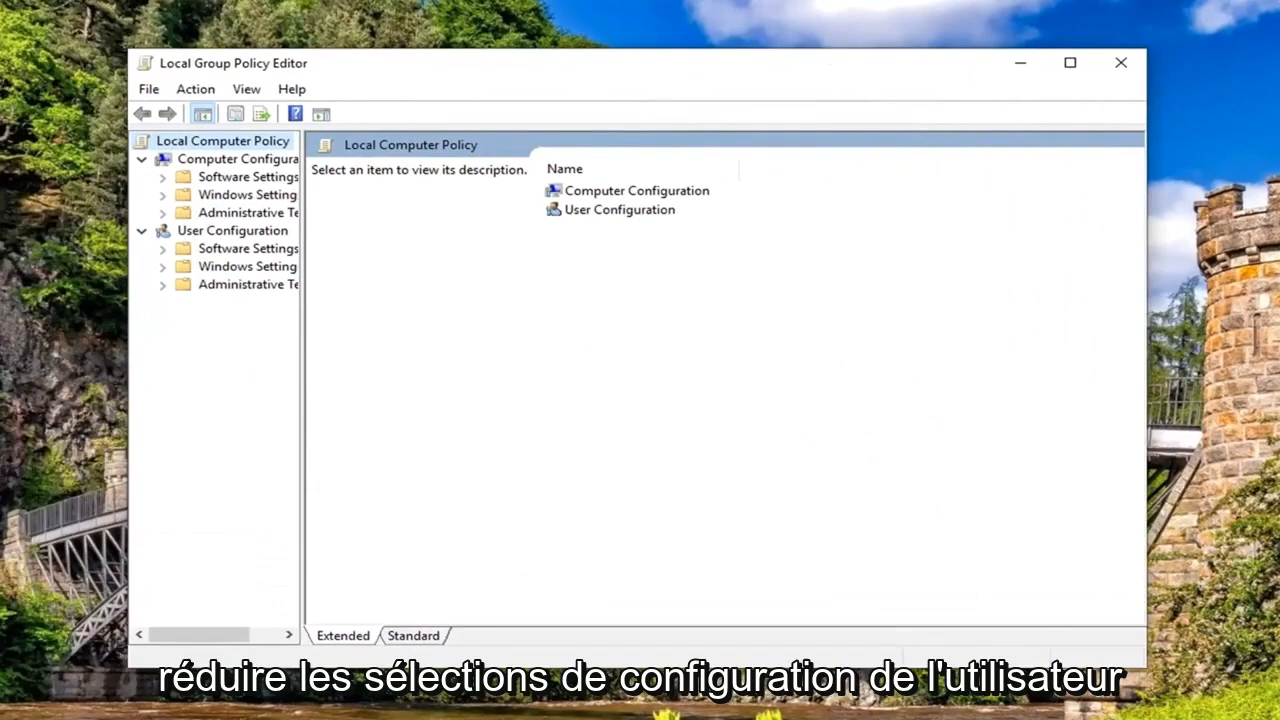 Local Group Policy Editor
File Action View Help
Local Computer Policy
Computer Configura
Software Settings
Windows Setting
Administrative Te
User Configuration
Software Settings
Windows Setting
Administrative Te
Local Computer Policy
Select an item to view its description.
Name
Computer Configuration
User Configuration
Extended Standard
réduire les sélections de configuration de l'utilisateur